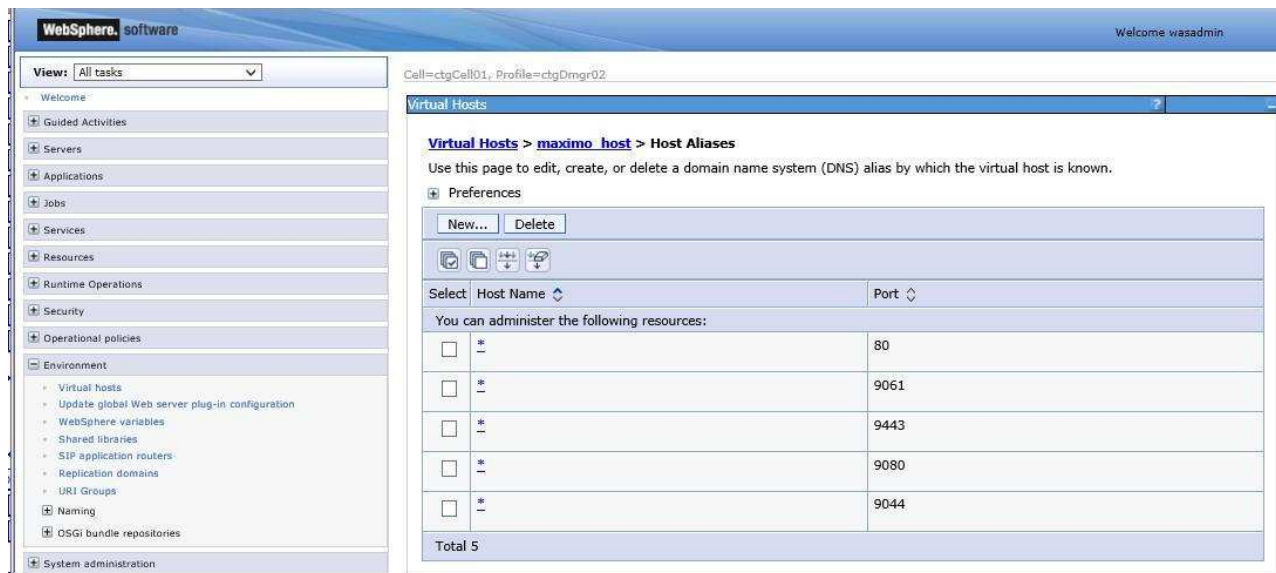 WebSphere. software
Welcome wasadmin
View: All tasks
Welcome
Guided Activities
Servers
Applications
Jobs
Services
Resources
Runtime Operations
Security
Operational policies
Environment
Virtual hosts
Update global Web server plug-in configuration
WebSphere variables
Shared libraries
SIP application routers
Replication domains
URI Groups
Naming
OSGi bundle repositories
System administration
Cell=ctgCell01, Profile=ctgDmgr02
Virtual Hosts ? -
Virtual Hosts > maximo_host > Host Aliases
Use this page to edit, create, or delete a domain name system (DNS) alias by which the virtual host is known.
Preferences
New... Delete
Select Host Name Port
You can administer the following resources:
* 80
* 9061
* 9443
* 9080
* 9044
Total 5